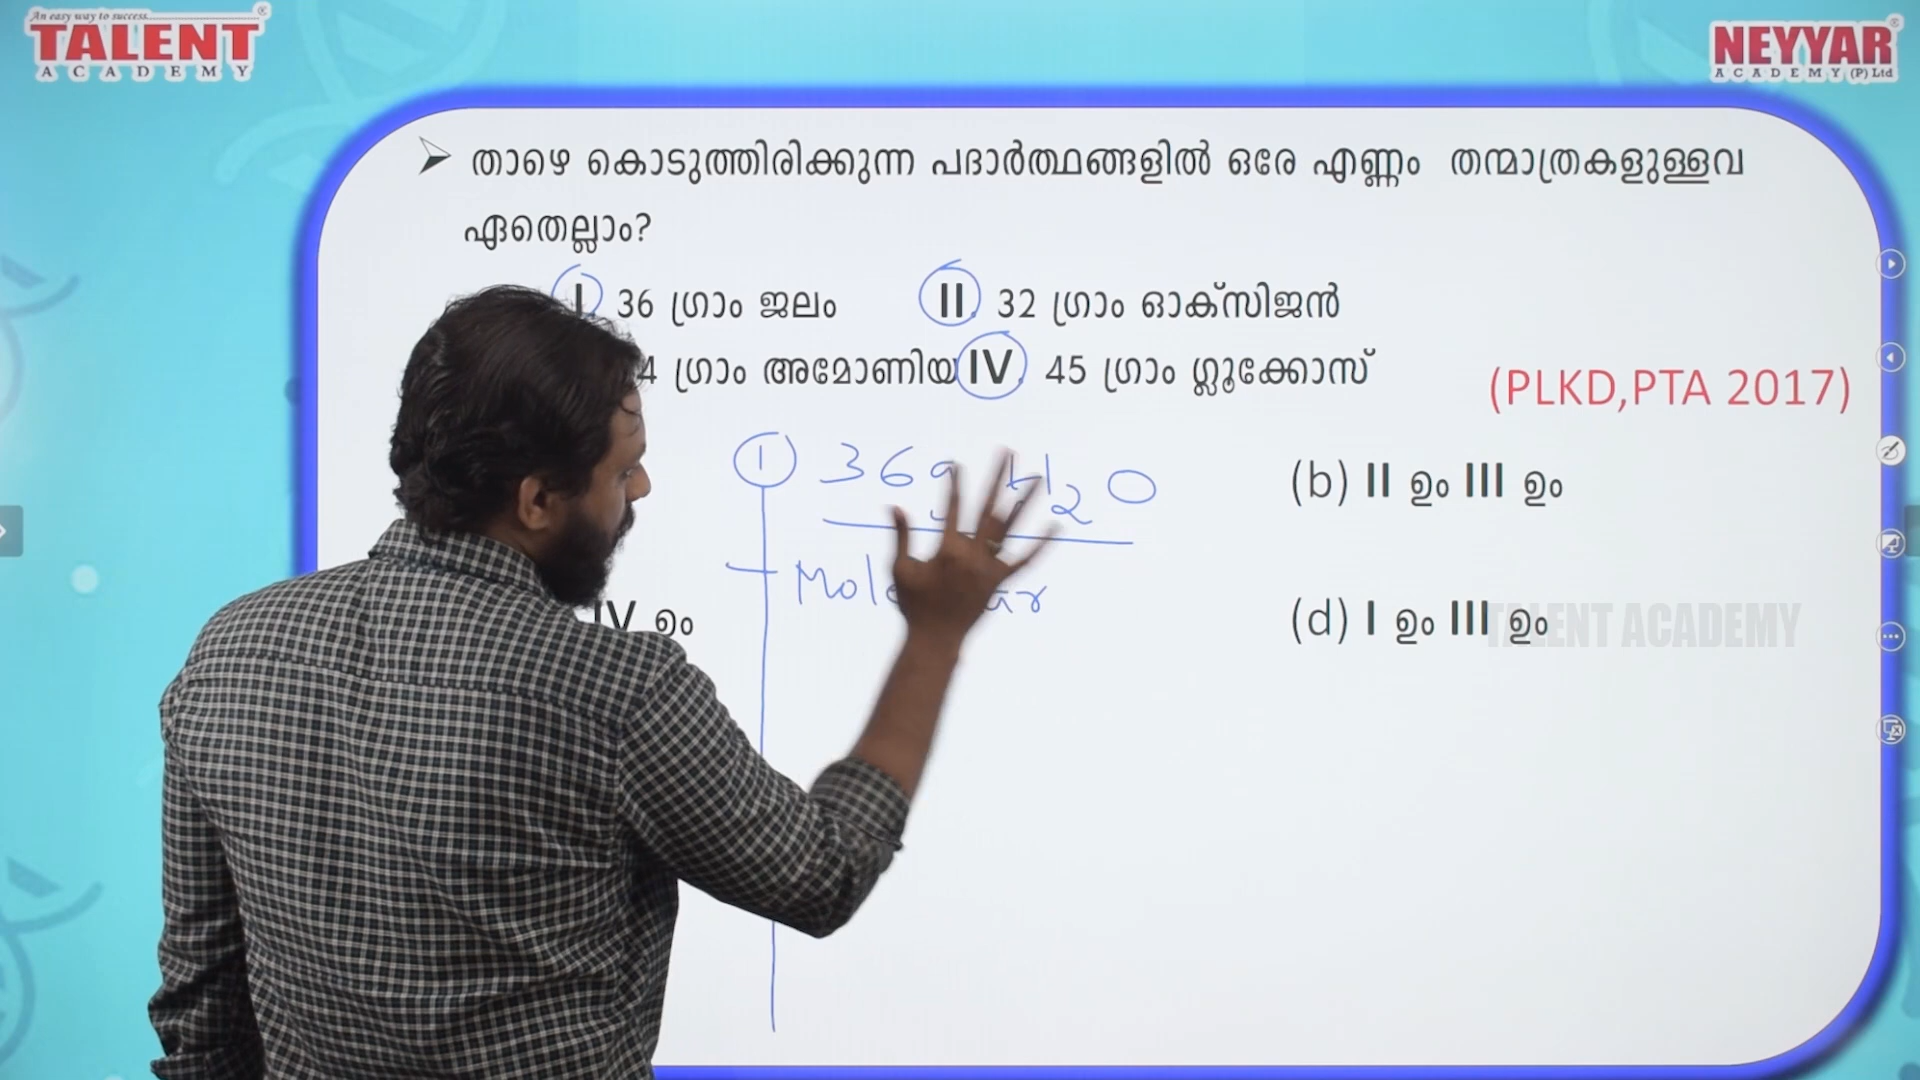 An easy way to success
TALENT
ACADEMY
NEYYAR
ACADEMY (P) Ltd
➢ താഴെ കൊടുത്തിരിക്കുന്ന പദാർത്ഥങ്ങളിൽ ഒരേ എണ്ണം തന്മാത്രകളുള്ളവ
ഏതെല്ലാം?
I. 36 ഗ്രാം ജലം II. 32 ഗ്രാം ഓക്സിജൻ
4 ഗ്രാം അമോണിയ IV. 45 ഗ്രാം ഗ്ലൂക്കോസ്
(PLKD,PTA 2017)
1 36g H2O
(b) II ഉം III ഉം
IV ഉം
(d) I ഉം III ഉം
TALENT ACADEMY